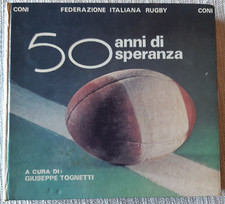 CONI FEDERAZIONE ITALIANA RUGBY CONI
50 anni di
speranza
A CURA DI:
GIUSEPPE TOGNETTI